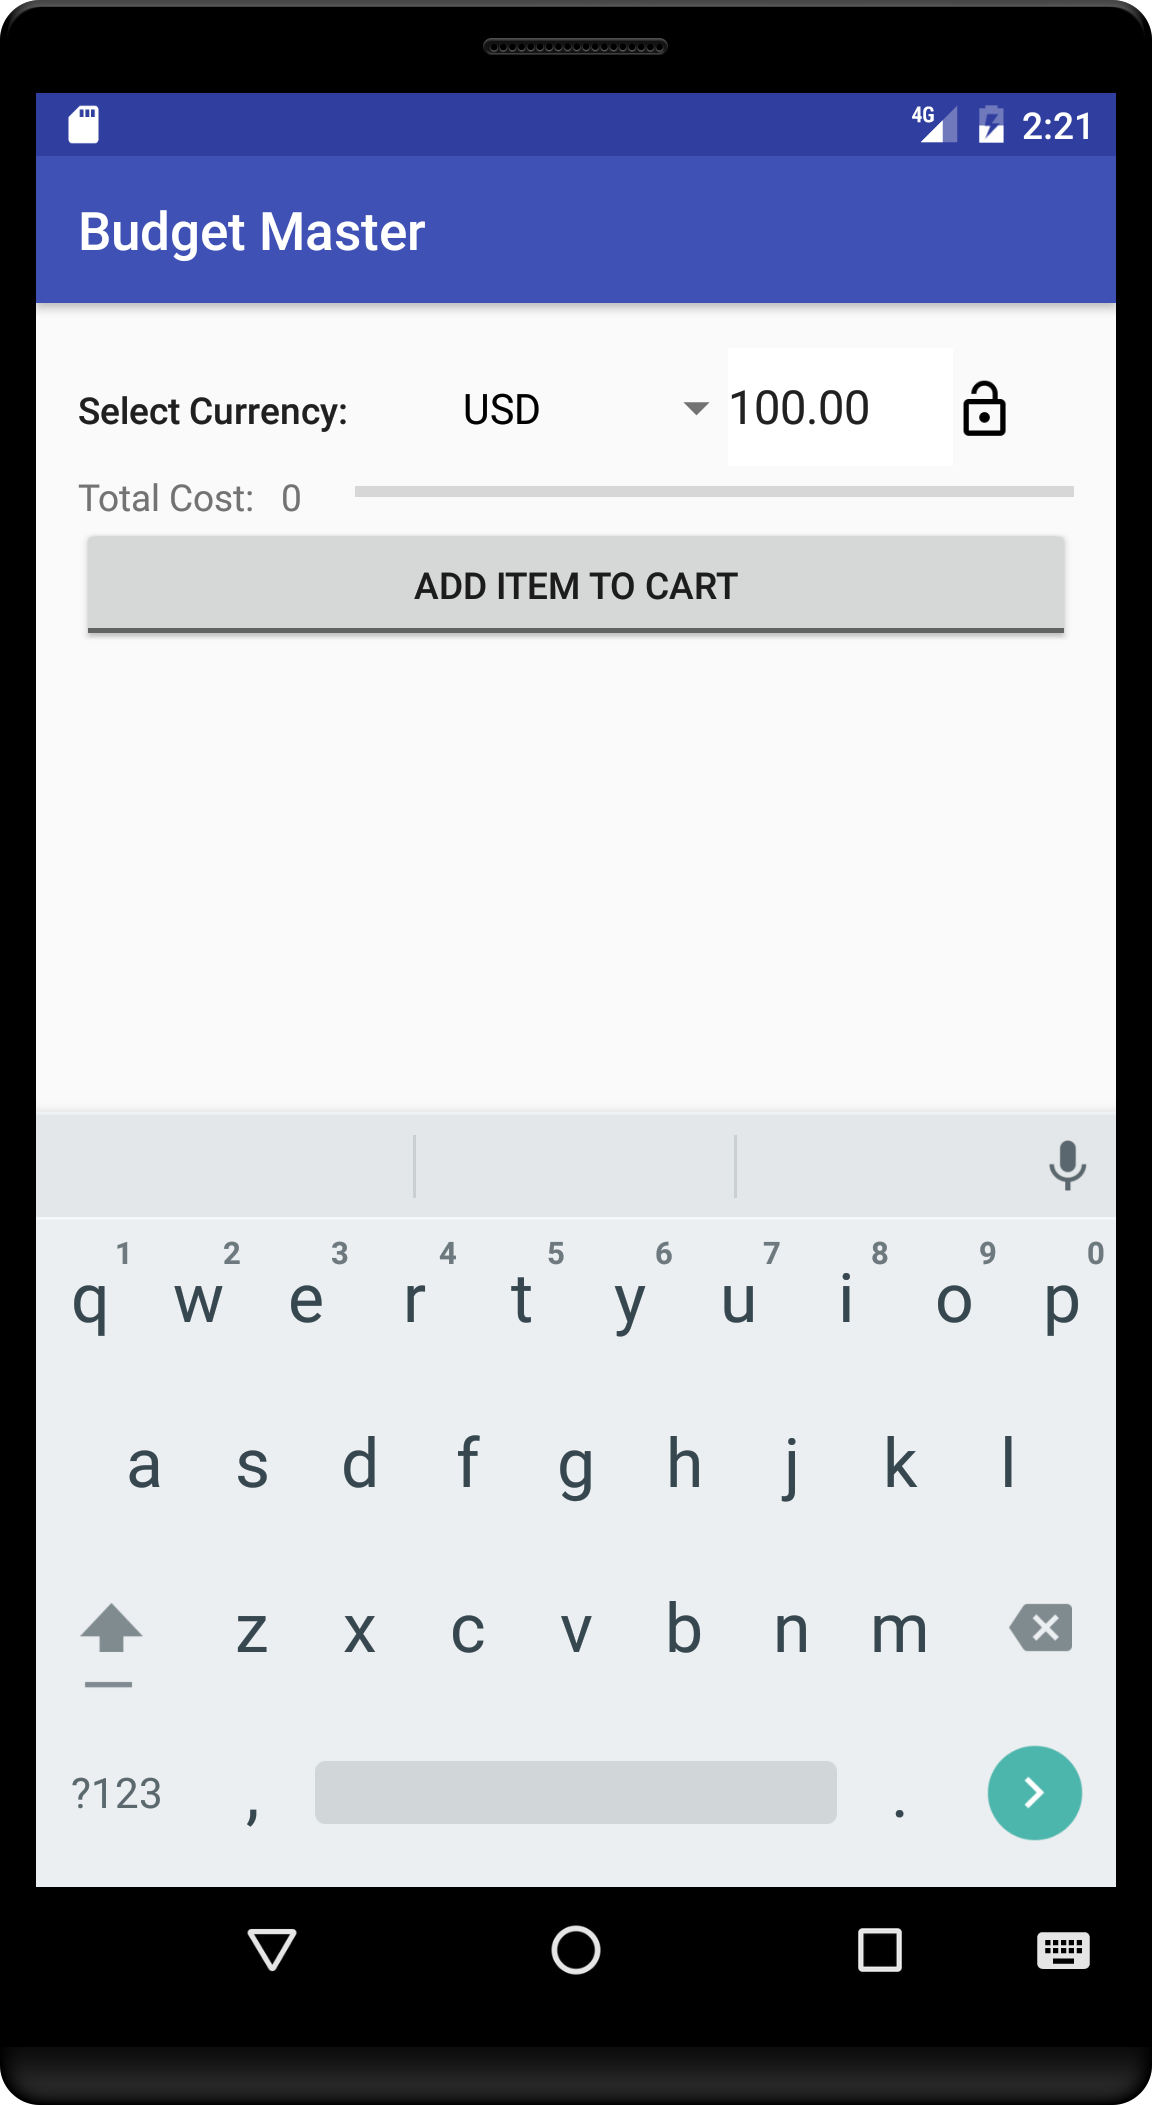 4G 2:21
Budget Master
Select Currency: USD 100.00
Total Cost: 0
ADD ITEM TO CART
1 2 3 4 5 6 7 8 9 0
q w e r t y u i o p
a s d f g h j k l
z x c v b n m
?123 , .